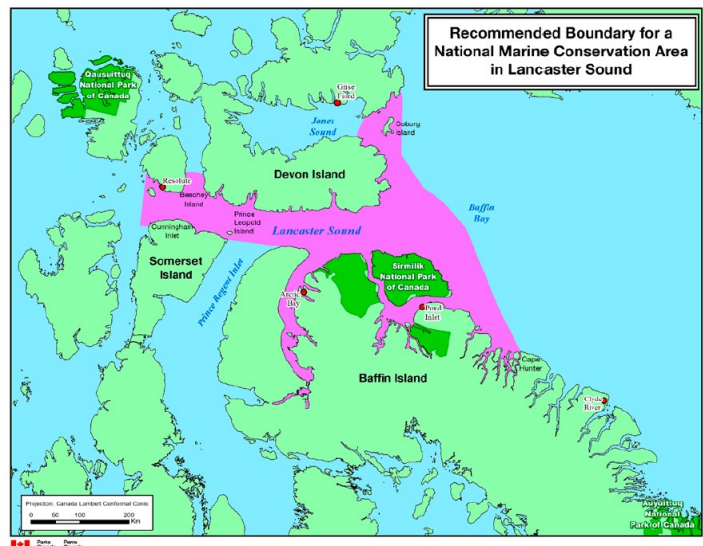 Recommended Boundary for a
National Marine Conservation Area
in Lancaster Sound
Qausuittuq
National Park
of Canada
Grise
Fiord
Jones
Sound
Coburg
Island
Devon Island
Resolute
Beechey
Island
Baffin
Bay
Prince
Leopold
Island
Cunningham
Inlet
Lancaster Sound
Somerset
Island
Prince Regent Inlet
Sirmilik
National Park
of Canada
Arctic
Bay
Pond
Inlet
Cape
Hunter
Baffin Island
Clyde
River
Auyuittuq
National
Park of Canada
Projection: Canada Lambert Conformal Conic
0 50 100 200
Km
Parks Parcs